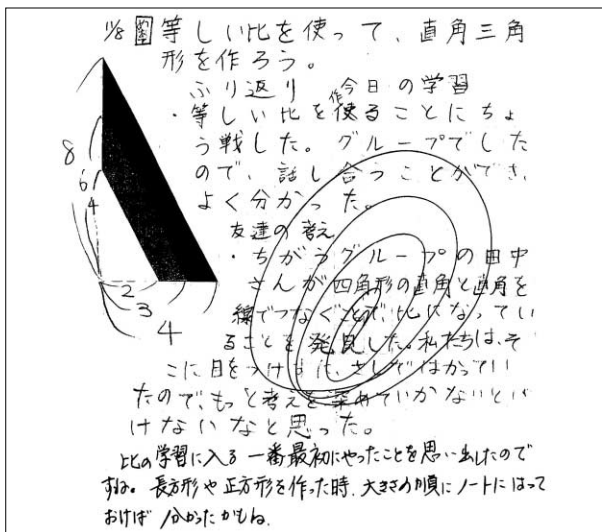 11/8 等しい比を使って、直角三角
形を作ろう。
ふり返り 今日の学習
・等しい比を作ることにちょ
う戦した。グループでした
ので、話し合うことができ、
よく分かった。
友達の考え
・ちがうグループの田中
さんが四角形の直角と直角を
線でつなぐことで、比になってい
ることを発見した。私たちは、そ
こに目をつけずに、さしではかってい
たので、もっと考えを深めていかないとい
けないなと思った。
8
6
4
2
3
4
比の学習に入る一番最初にやったことを思い出したので
すね。長方形や正方形を作った時、大きさの順にノートにはって
おけば分かったかもね。